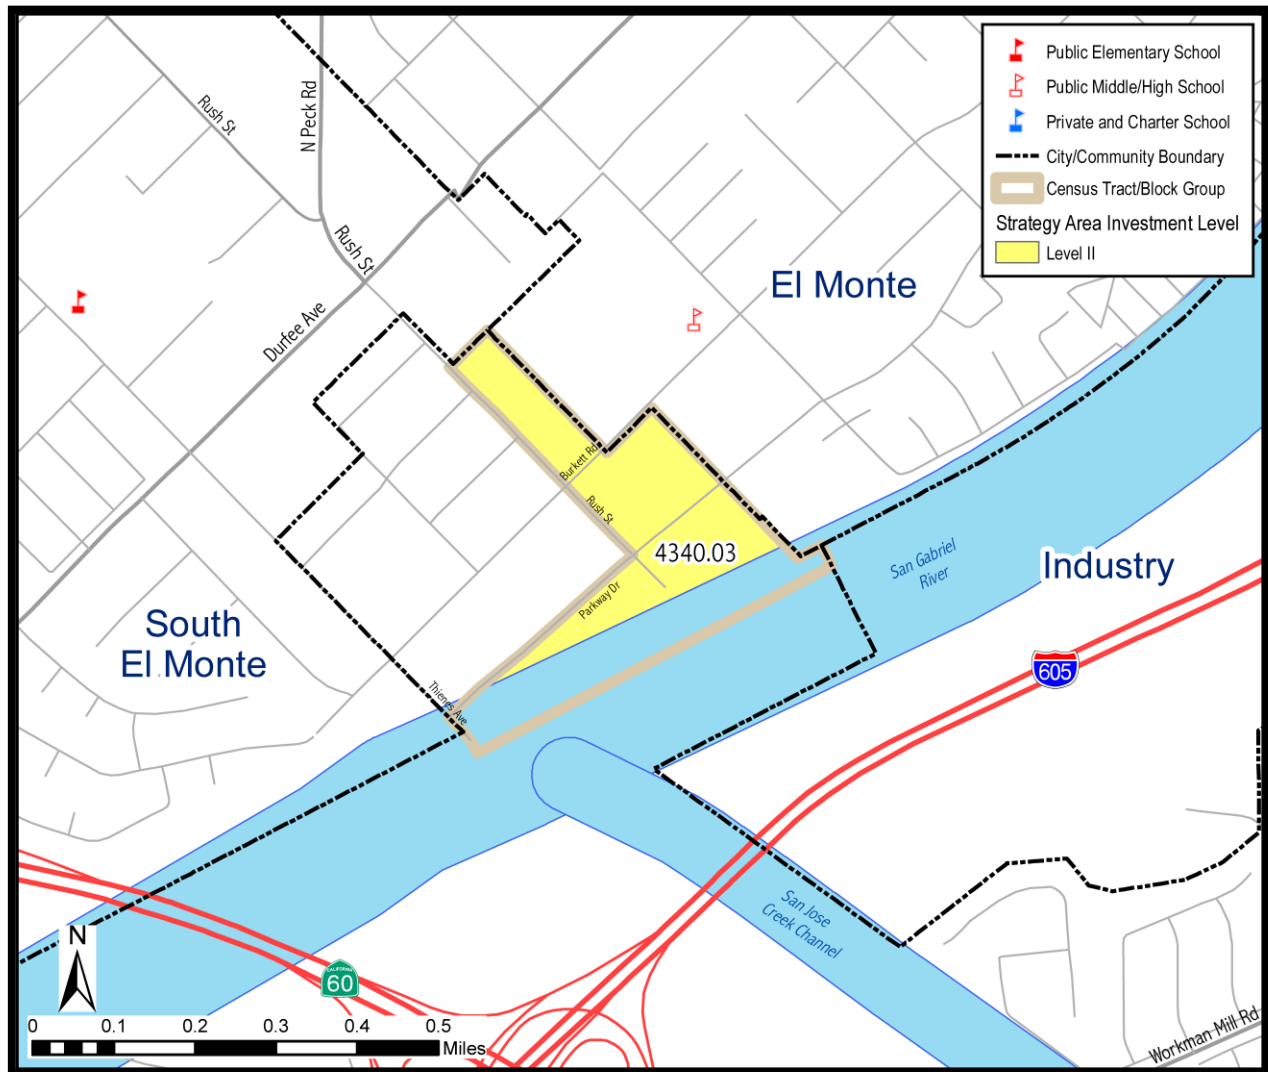 Public Elementary School
Public Middle/High School
Private and Charter School
City/Community Boundary
Census Tract/Block Group
Strategy Area Investment Level
Level II
Rush St
N Peck Rd
Rush St
Durfee Ave
El Monte
Burkett Rd
Rush St
4340.03
Parkway Dr
San Gabriel
River
Industry
605
South
El Monte
Thienes Ave
San Jose
Creek Channel
N
CALIFORNIA
60
0 0.1 0.2 0.3 0.4 0.5
Miles
Workman Mill Rd